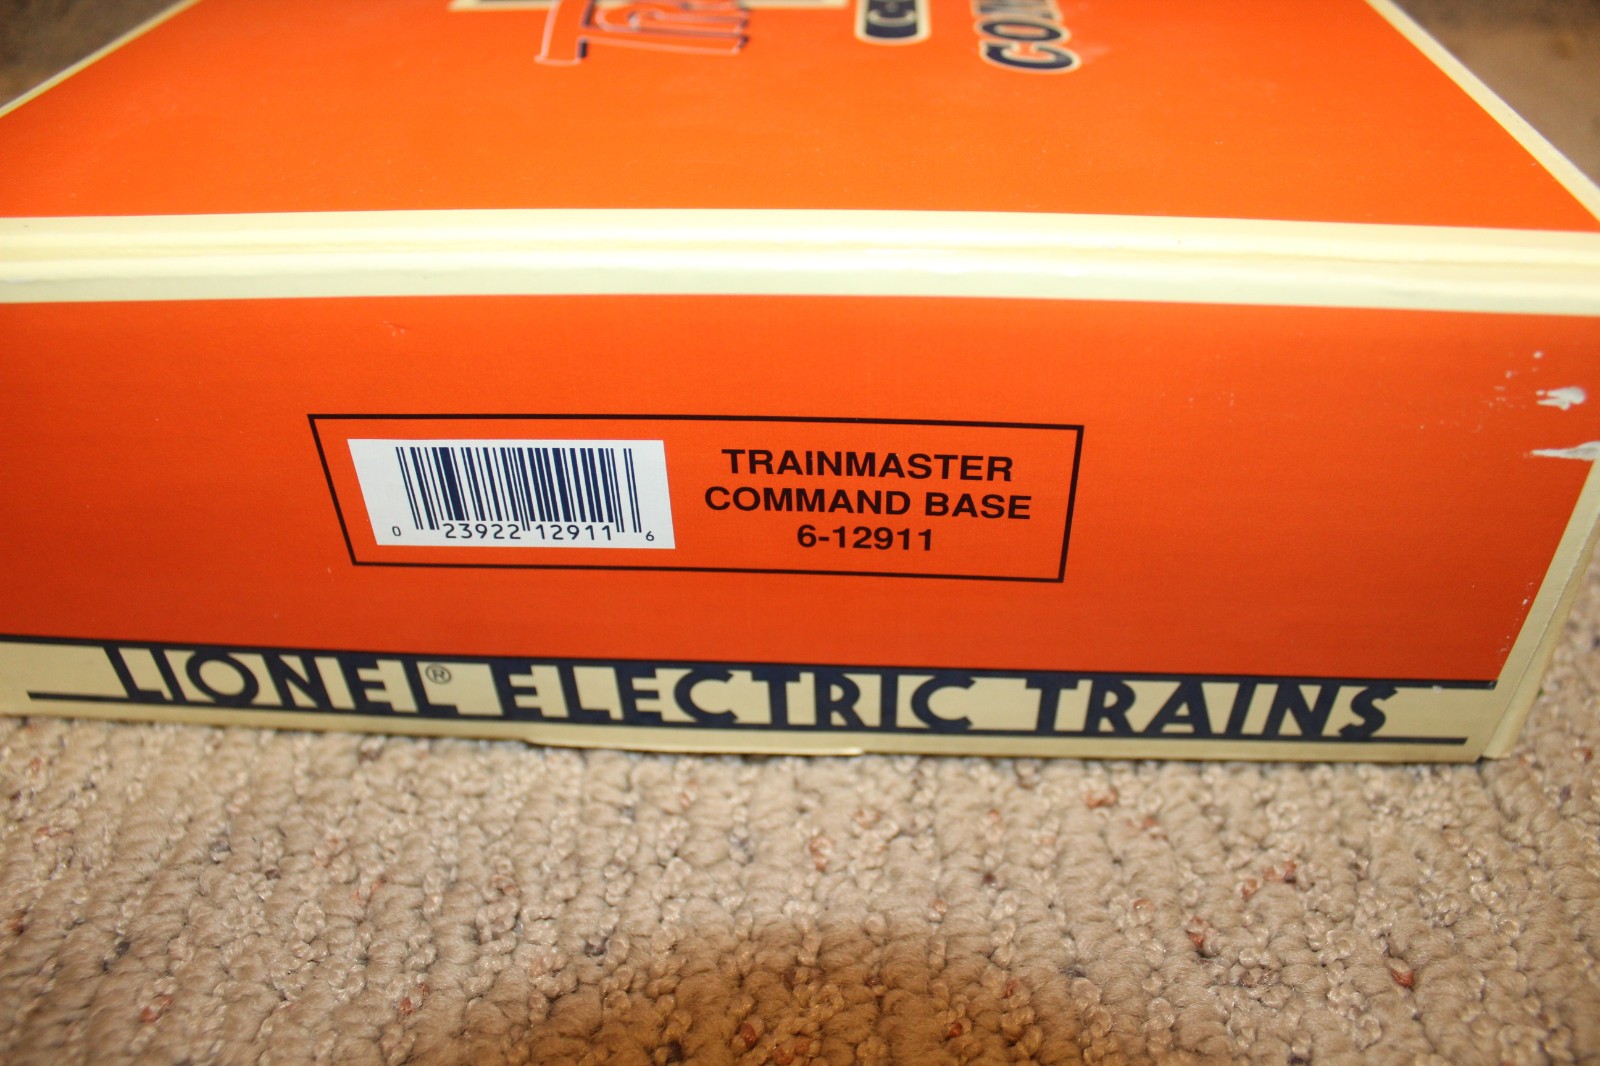 TRAINMASTER
COMMAND BASE
6-12911
0 23922 12911 6
LIONEL® ELECTRIC TRAINS